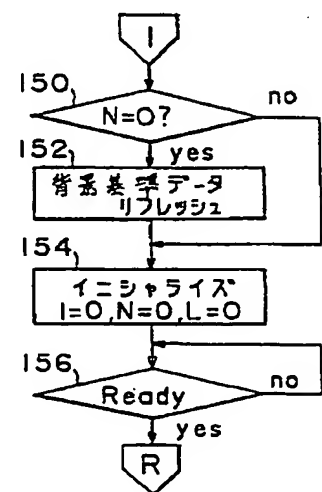 I
150
N=0?
no
yes
152
背景基準データ
リフレッシュ
154
イニシャライズ
I=0,N=0,L=0
156
Ready
no
yes
R